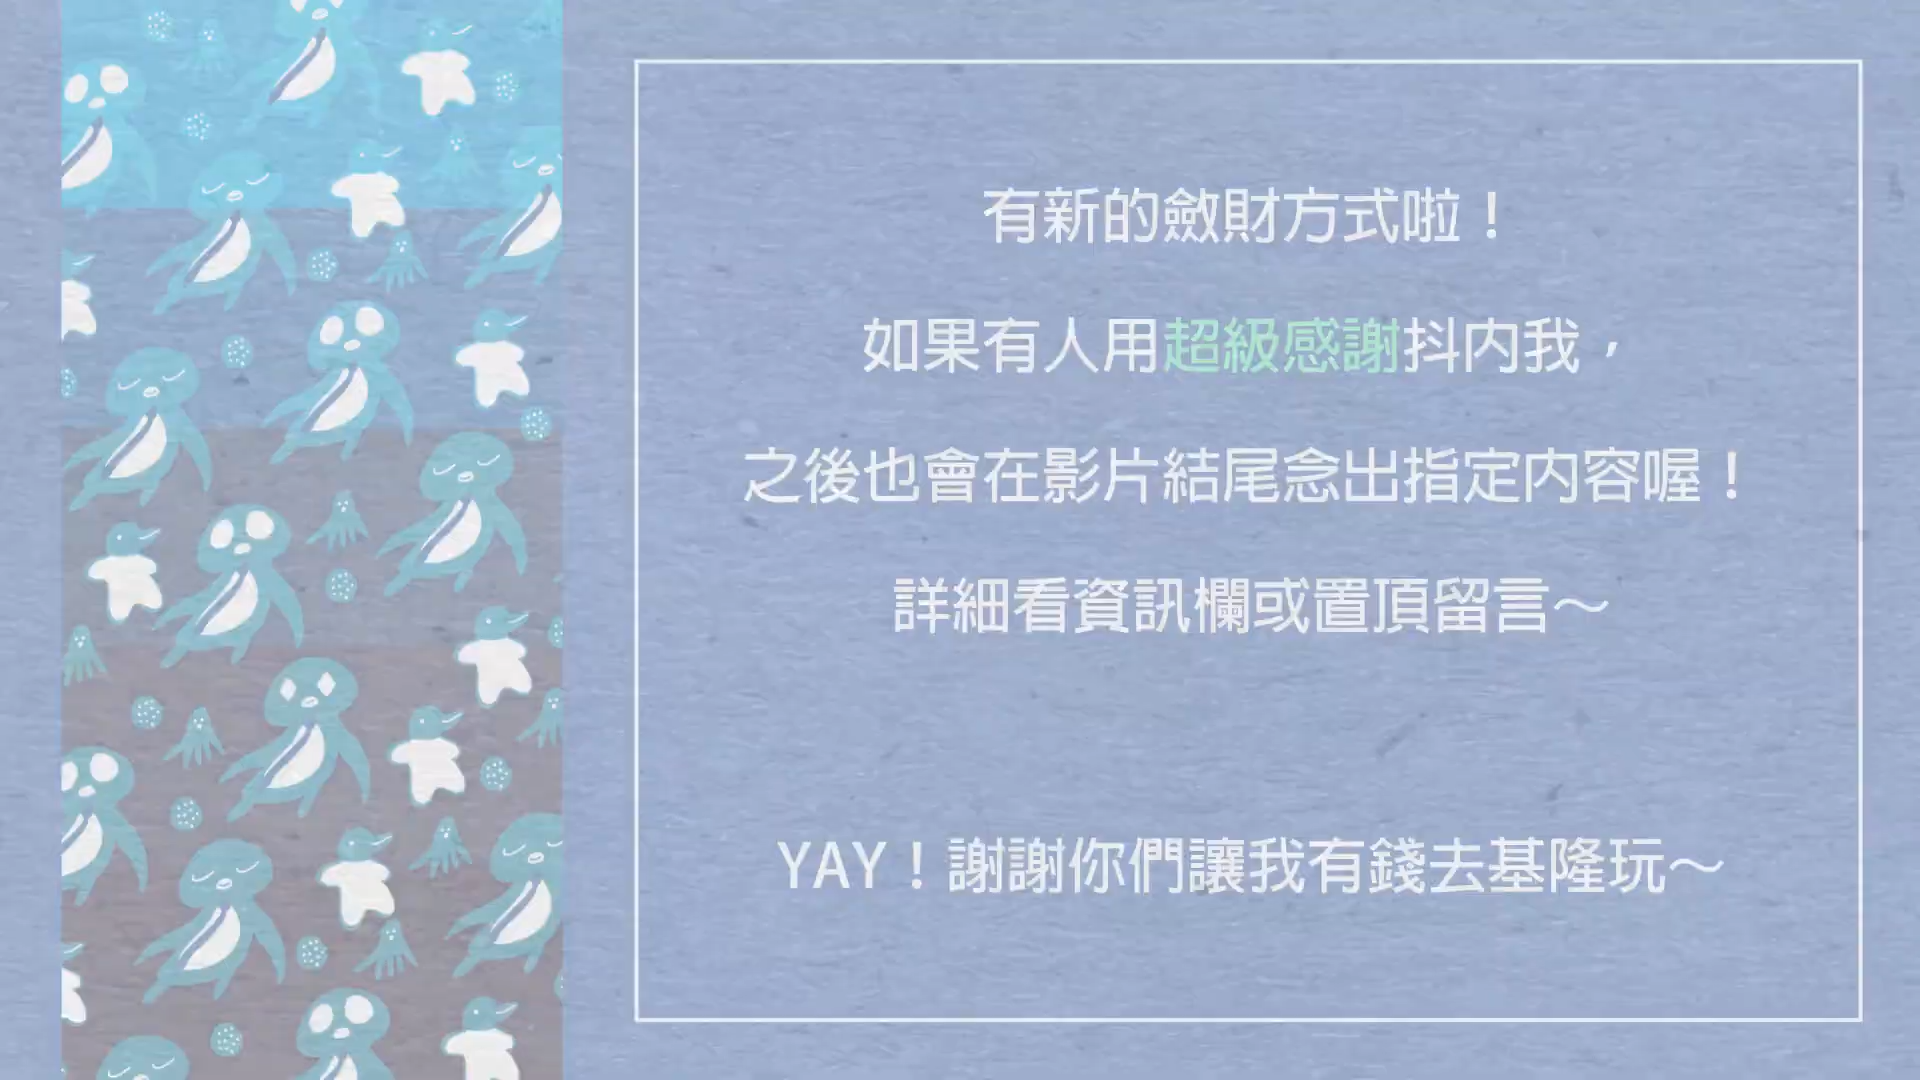 有新的斂財方式啦！
如果有人用超級感謝抖内我，
之後也會在影片結尾念出指定内容喔！
詳細看資訊欄或置頂留言～
YAY！謝謝你們讓我有錢去基隆玩～